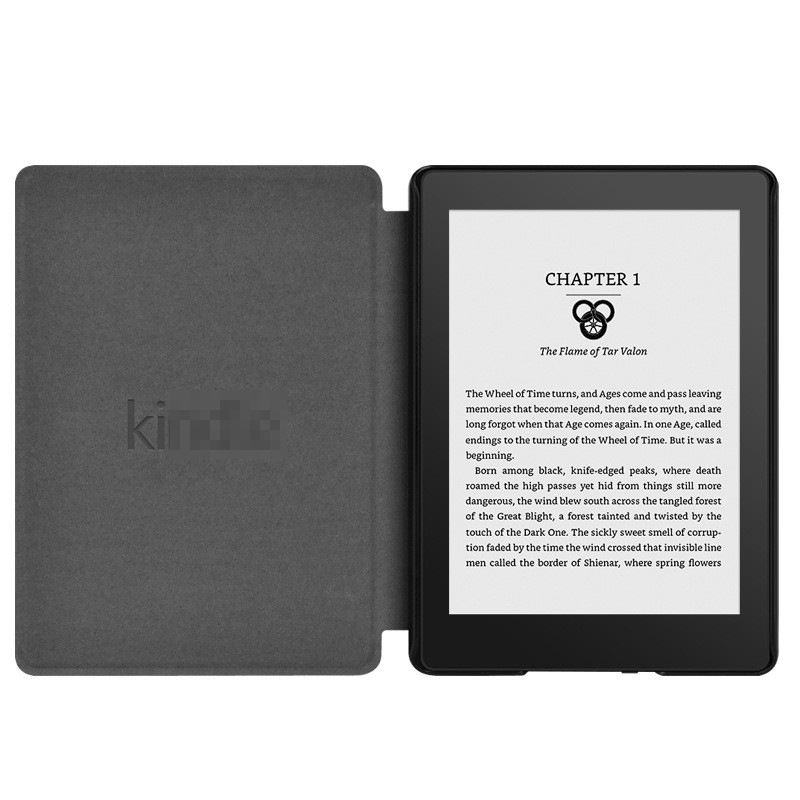 ki
CHAPTER 1
The Flame of Tar Valon
The Wheel of Time turns, and Ages come and pass leaving
memories that become legend, then fade to myth, and are
long forgot when that Age comes again. In one Age, called
endings to the turning of the Wheel of Time. But it was a
beginning.
Born among black, knife-edged peaks, where death
roamed the high passes yet hid from things still more
dangerous, the wind blew south across the tangled forest
of the Great Blight, a forest tainted and twisted by the
touch of the Dark One. The sickly sweet smell of corrup-
tion faded by the time the wind crossed that invisible line
men called the border of Shienar, where spring flowers